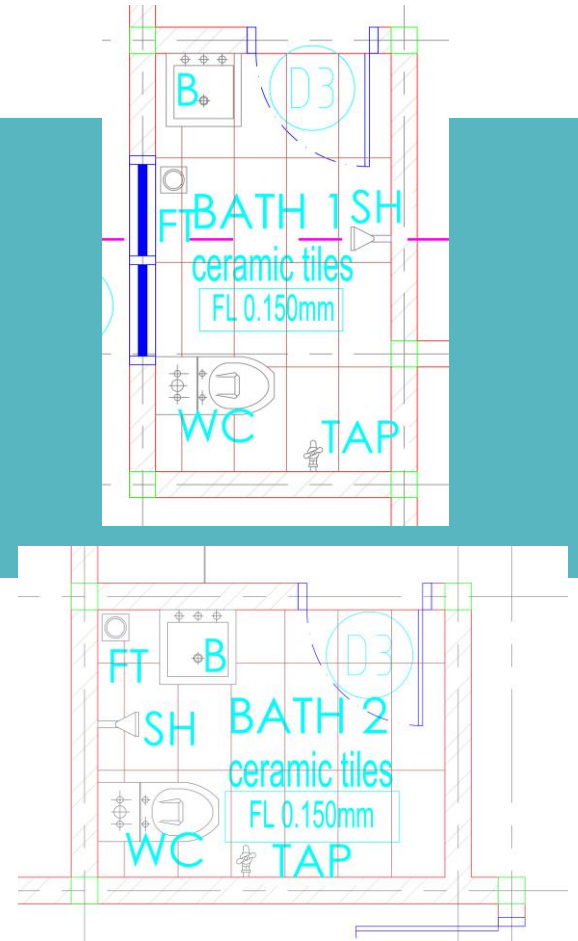 B
D3
SH
FT
BATH 1
ceramic tiles
FL 0.150mm
WC
TAP
B
D3
FT
SH
BATH 2
ceramic tiles
FL 0.150mm
WC
TAP